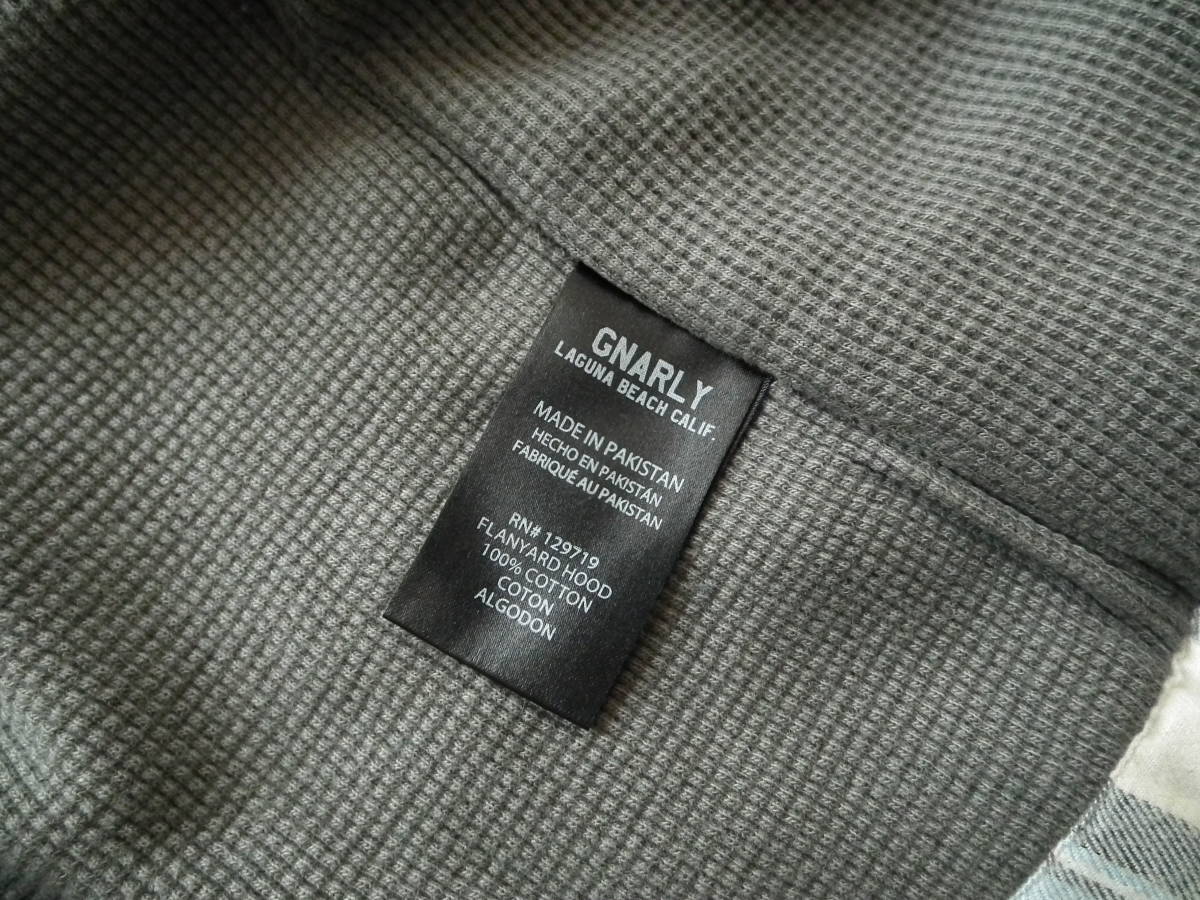 GNARLY
LAGUNA BEACH CALIF.
MADE IN PAKISTAN
HECHO EN PAKISTÁN
FABRIQUÉ AU PAKISTAN
RN# 129719
FLANYARD HOOD
100% COTTON
COTON
ALGODON